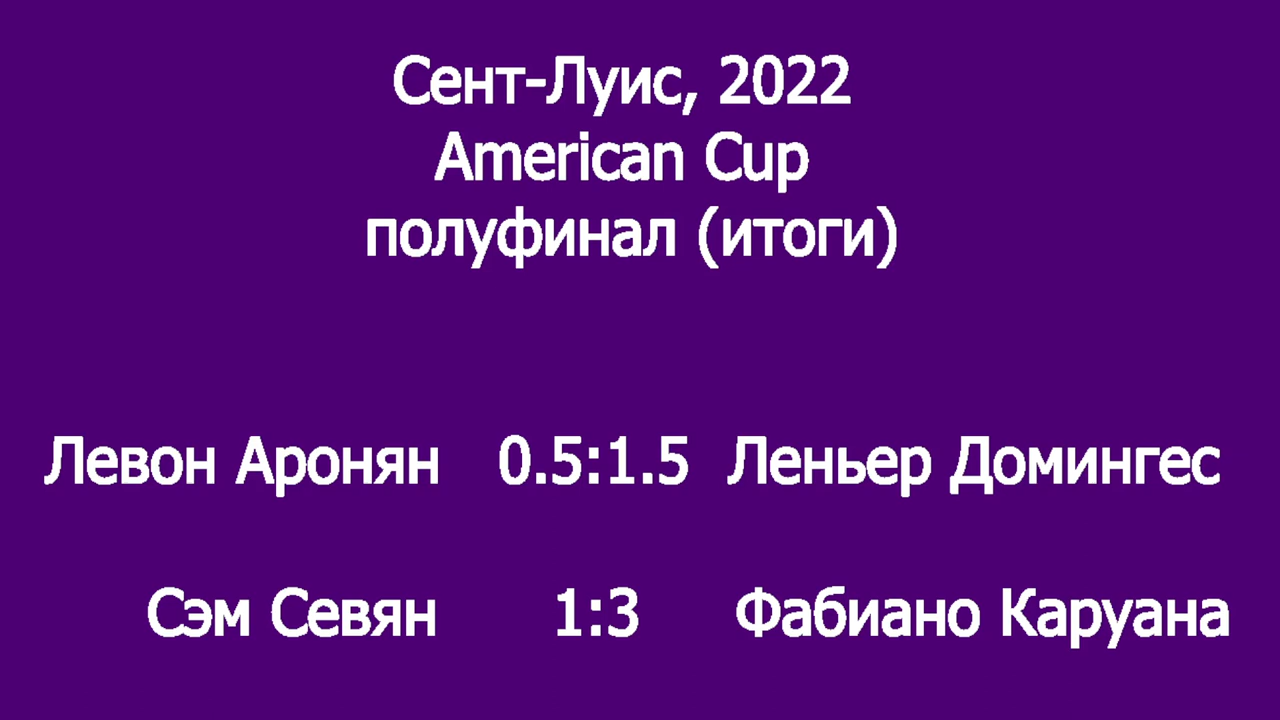 Сент-Луис, 2022
American Cup
полуфинал (итоги)
Левон Аронян 0.5:1.5 Леньер Домингес
Сэм Севян 1:3 Фабиано Каруана